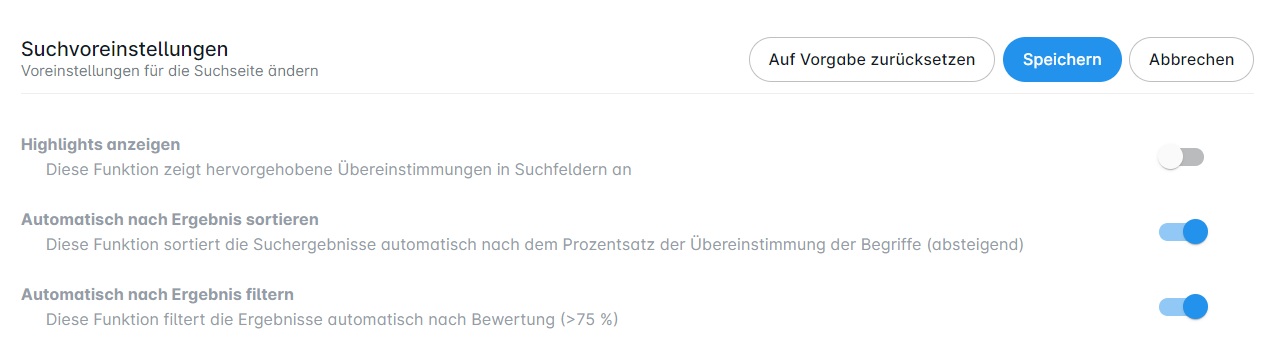 Suchvoreinstellungen
Voreinstellungen für die Suchseite ändern
Auf Vorgabe zurücksetzen
Speichern
Abbrechen
Highlights anzeigen
Diese Funktion zeigt hervorgehobene Übereinstimmungen in Suchfeldern an
Automatisch nach Ergebnis sortieren
Diese Funktion sortiert die Suchergebnisse automatisch nach dem Prozentsatz der Übereinstimmung der Begriffe (absteigend)
Automatisch nach Ergebnis filtern
Diese Funktion filtert die Ergebnisse automatisch nach Bewertung (>75 %)